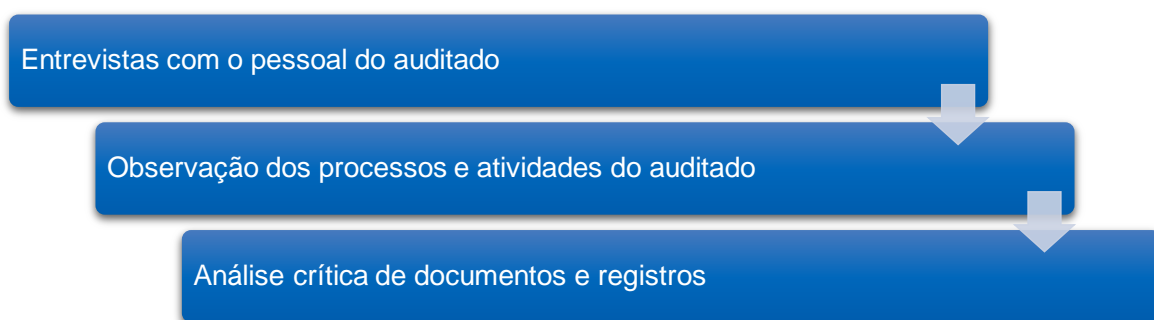 Entrevistas com o pessoal do auditado
Observação dos processos e atividades do auditado
Análise crítica de documentos e registros